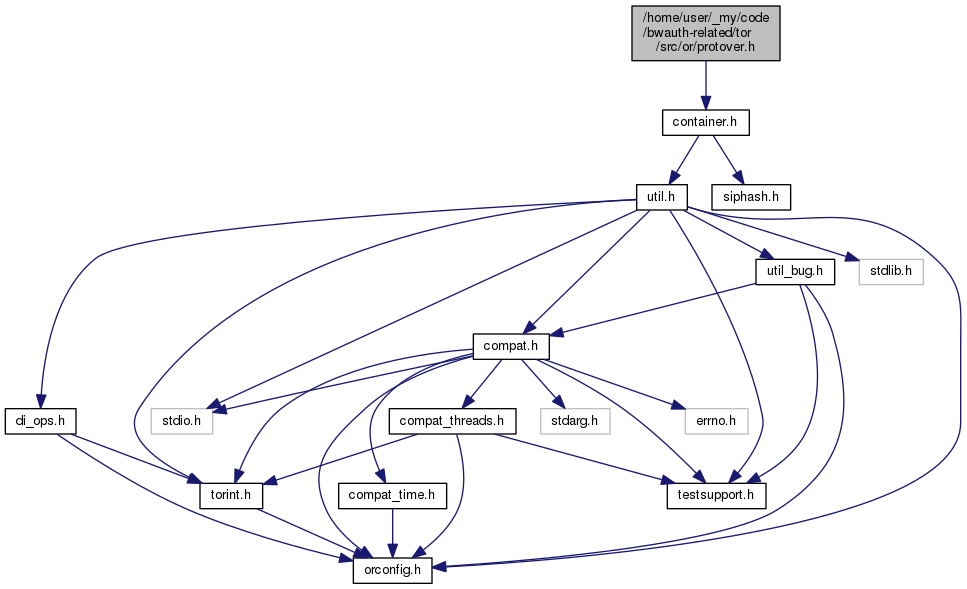 /home/user/_my/code
/bwauth-related/tor
/src/or/protover.h
container.h
util.h
siphash.h
util_bug.h
stdlib.h
compat.h
di_ops.h
stdio.h
compat_threads.h
stdarg.h
errno.h
torint.h
compat_time.h
testsupport.h
orconfig.h